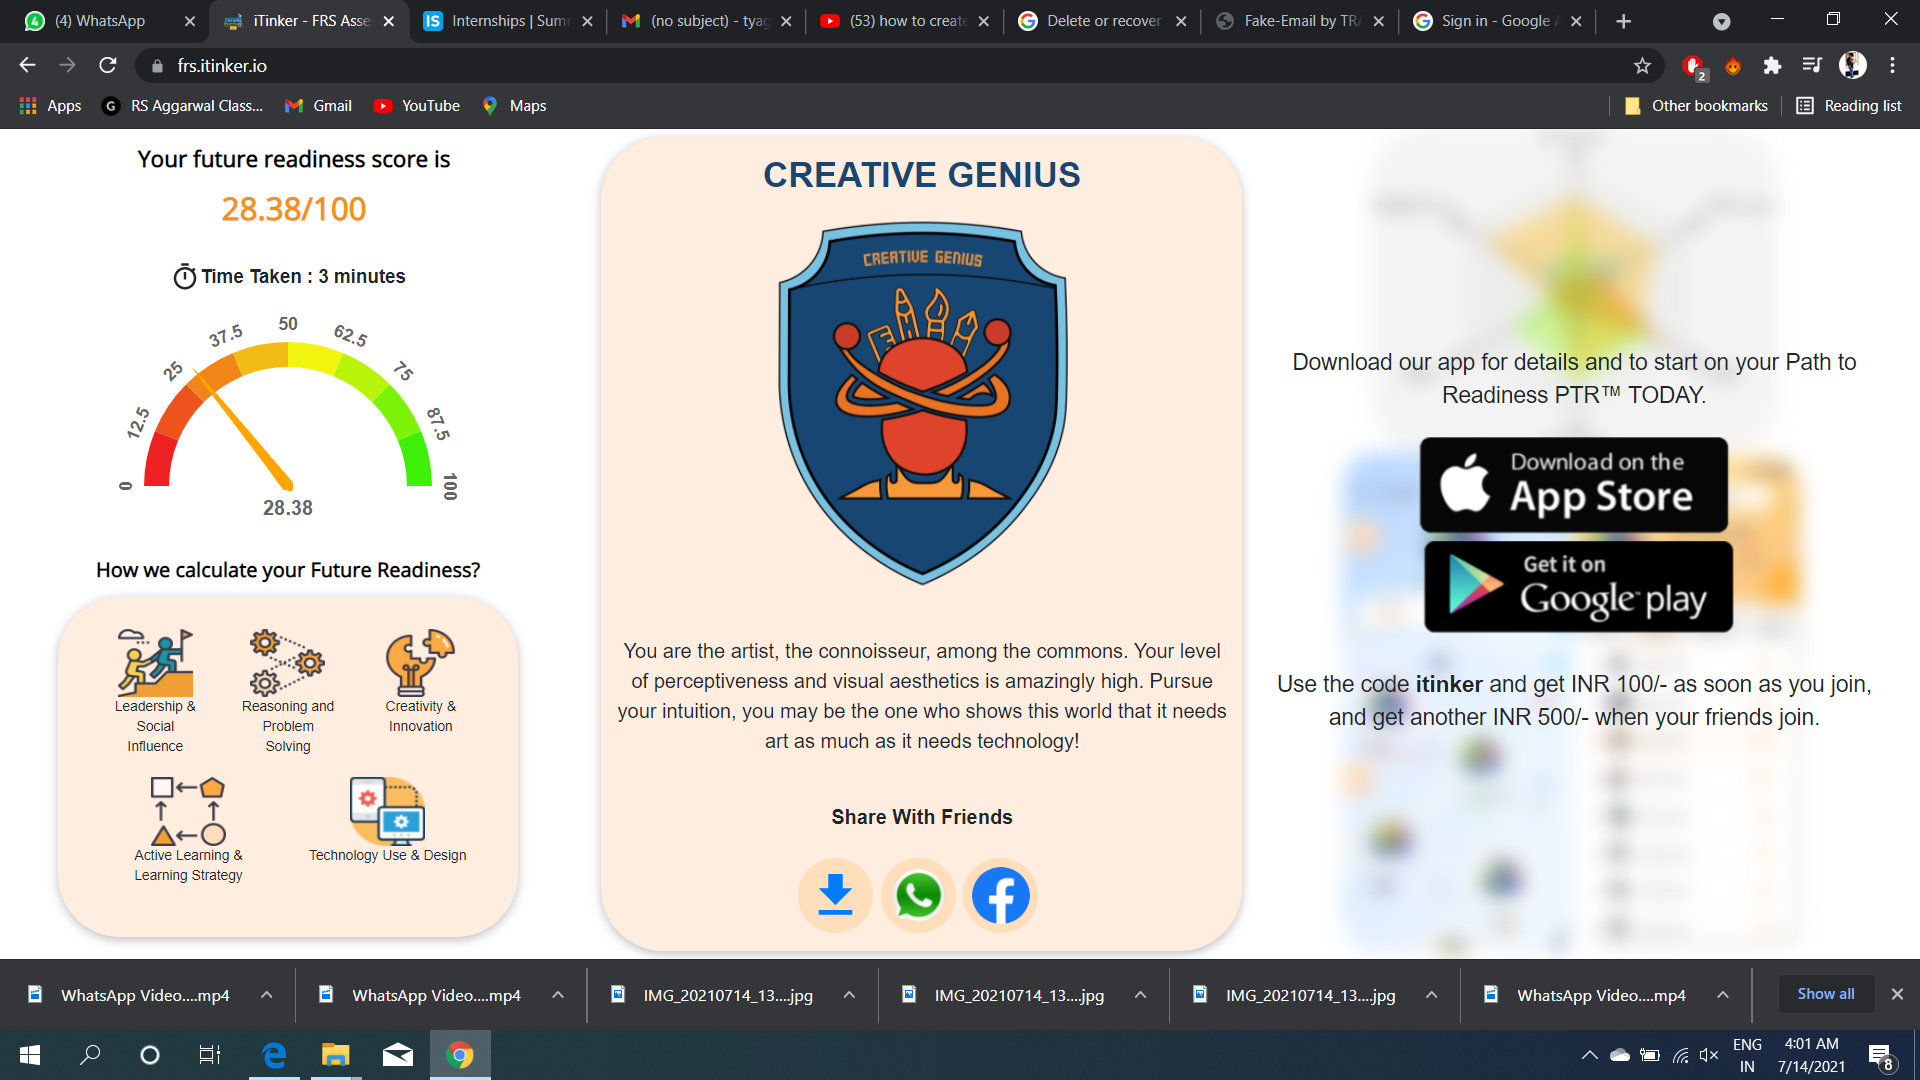 (4) WhatsApp
iTinker - FRS Asse
Internships | Sum
(no subject) - tyag
(53) how to create
Delete or recover
Fake-Email by TRA
Sign in - Google A
frs.itinker.io
2
Apps
RS Aggarwal Class...
Gmail
YouTube
Maps
Other bookmarks
Reading list
Your future readiness score is
28.38/100
Time Taken : 3 minutes
0
12.5
25
37.5
50
62.5
75
87.5
100
28.38
How we calculate your Future Readiness?
Leadership &
Social
Influence
Reasoning and
Problem
Solving
Creativity &
Innovation
Active Learning &
Learning Strategy
Technology Use & Design
CREATIVE GENIUS
CREATIVE GENIUS
You are the artist, the connoisseur, among the commons. Your level
of perceptiveness and visual aesthetics is amazingly high. Pursue
your intuition, you may be the one who shows this world that it needs
art as much as it needs technology!
Share With Friends
Download our app for details and to start on your Path to
Readiness PTR™ TODAY.
Download on the
App Store
Get it on
Google play
Use the code itinker and get INR 100/- as soon as you join,
and get another INR 500/- when your friends join.
WhatsApp Video....mp4
WhatsApp Video....mp4
IMG_20210714_13....jpg
IMG_20210714_13....jpg
IMG_20210714_13....jpg
WhatsApp Video....mp4
Show all
ENG
IN
4:01 AM
7/14/2021
8